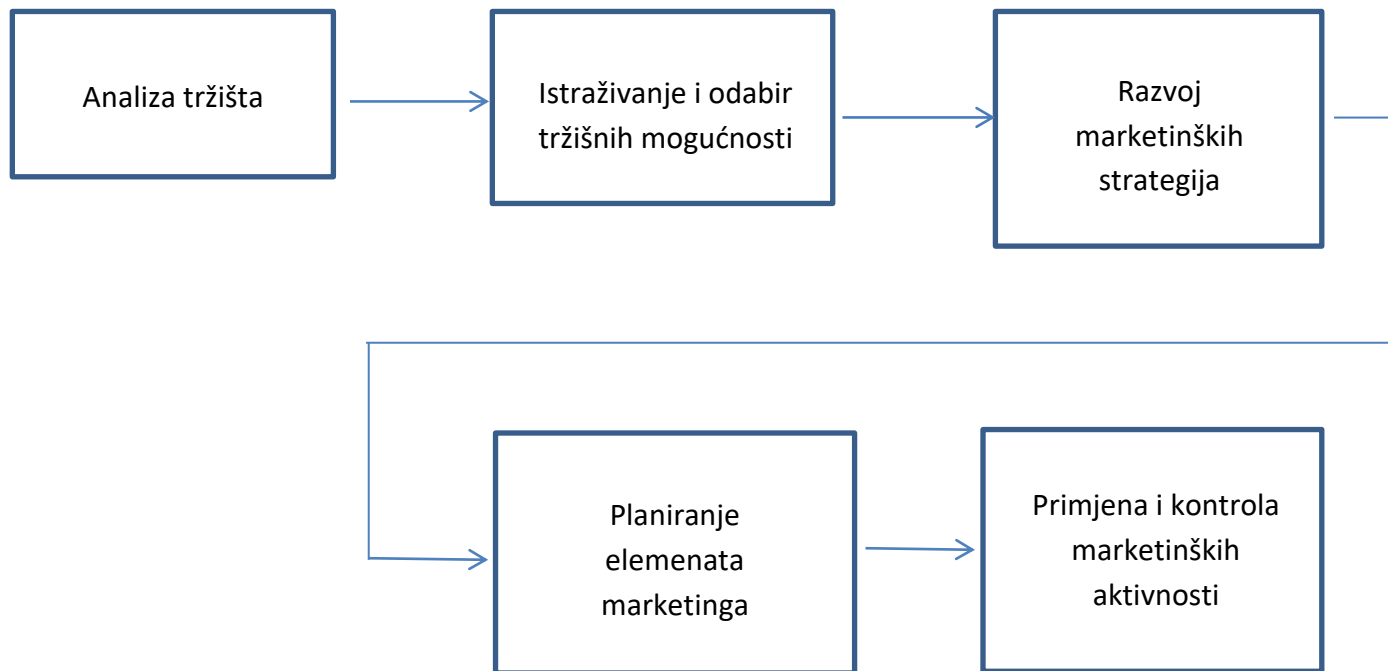 Analiza tržišta
Istraživanje i odabir
tržišnih mogućnosti
Razvoj
marketinških
strategija
Planiranje
elemenata
marketinga
Primjena i kontrola
marketinških
aktivnosti